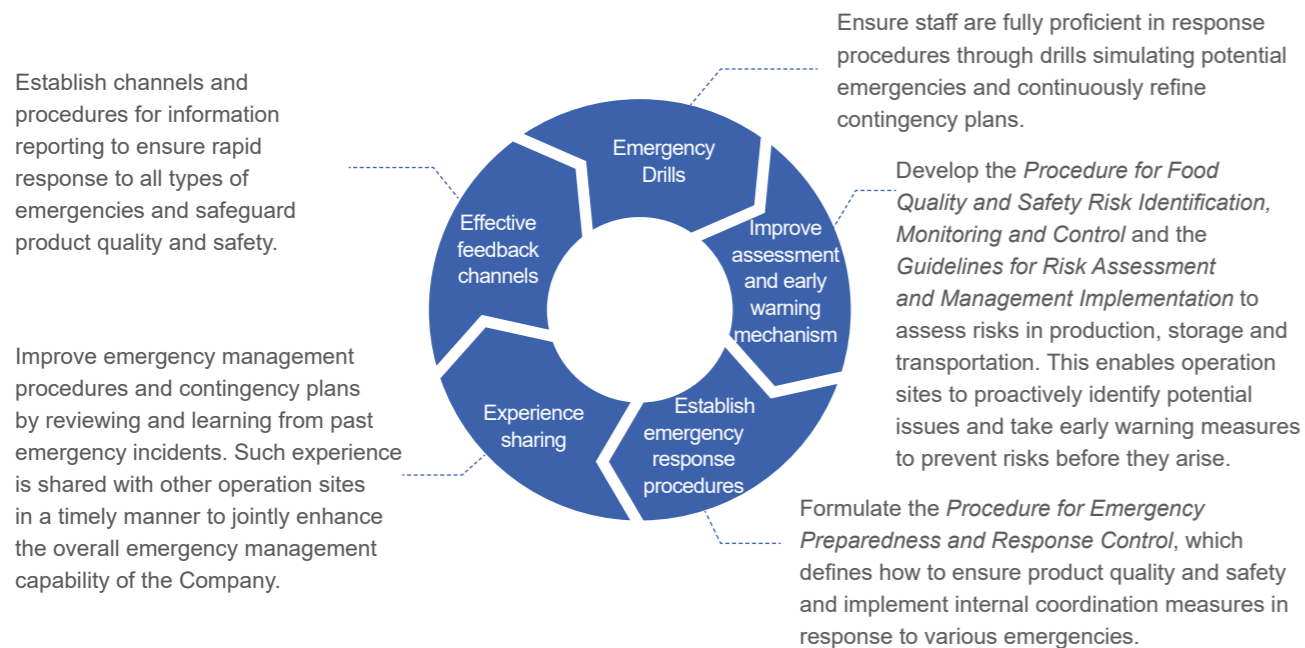 Ensure staff are fully proficient in response
procedures through drills simulating potential
emergencies and continuously refine
contingency plans.
Establish channels and
procedures for information
reporting to ensure rapid
response to all types of
emergencies and safeguard
product quality and safety.
Emergency
Drills
Effective
feedback
channels
Improve
assessment
and early
warning
mechanism
Develop the Procedure for Food
Quality and Safety Risk Identification,
Monitoring and Control and the
Guidelines for Risk Assessment
and Management Implementation to
assess risks in production, storage and
transportation. This enables operation
sites to proactively identify potential
issues and take early warning measures
to prevent risks before they arise.
Improve emergency management
procedures and contingency plans
by reviewing and learning from past
emergency incidents. Such experience
is shared with other operation sites
in a timely manner to jointly enhance
the overall emergency management
capability of the Company.
Experience
sharing
Establish
emergency
response
procedures
Formulate the Procedure for Emergency
Preparedness and Response Control, which
defines how to ensure product quality and safety
and implement internal coordination measures in
response to various emergencies.